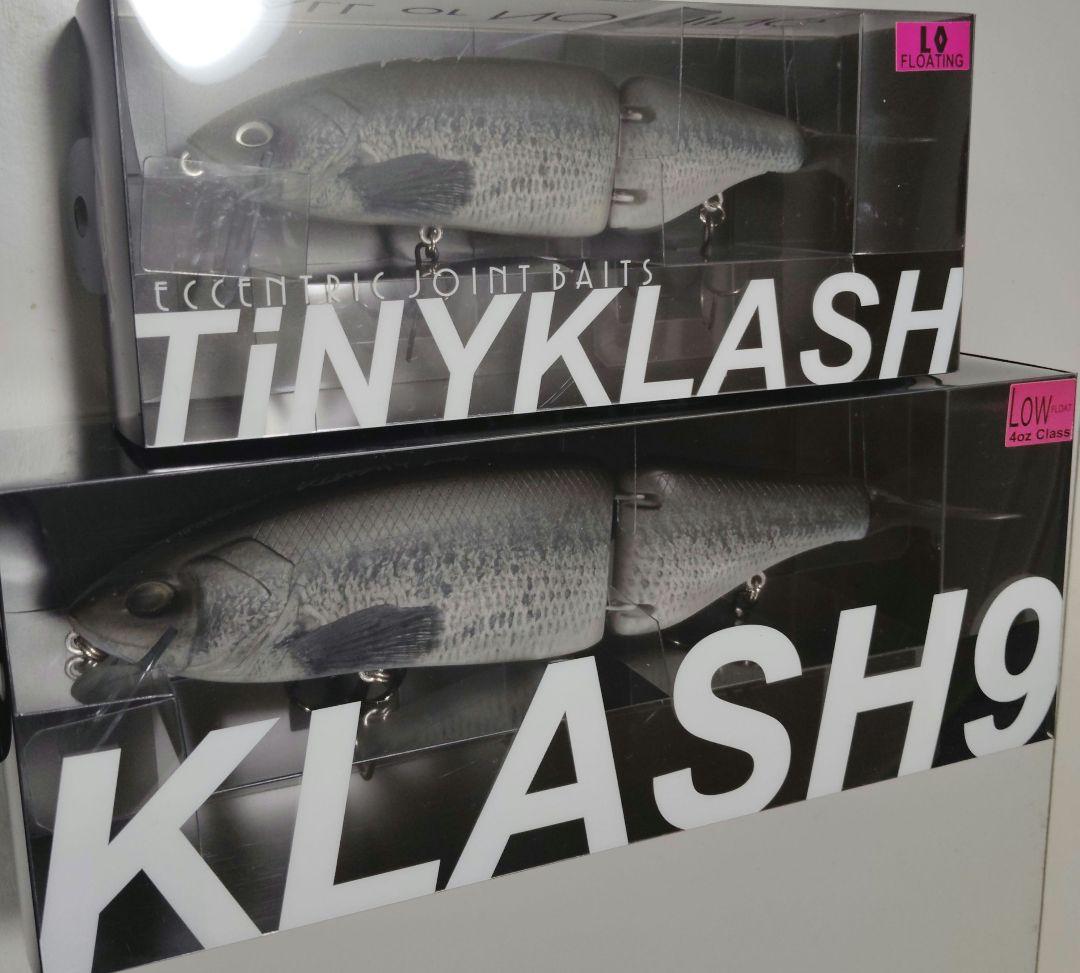 LO
FLOATING
ECCENTRIC JOINT BAITS
TiNYKLASH
LOW FLOAT
4oz Class
KLASH9